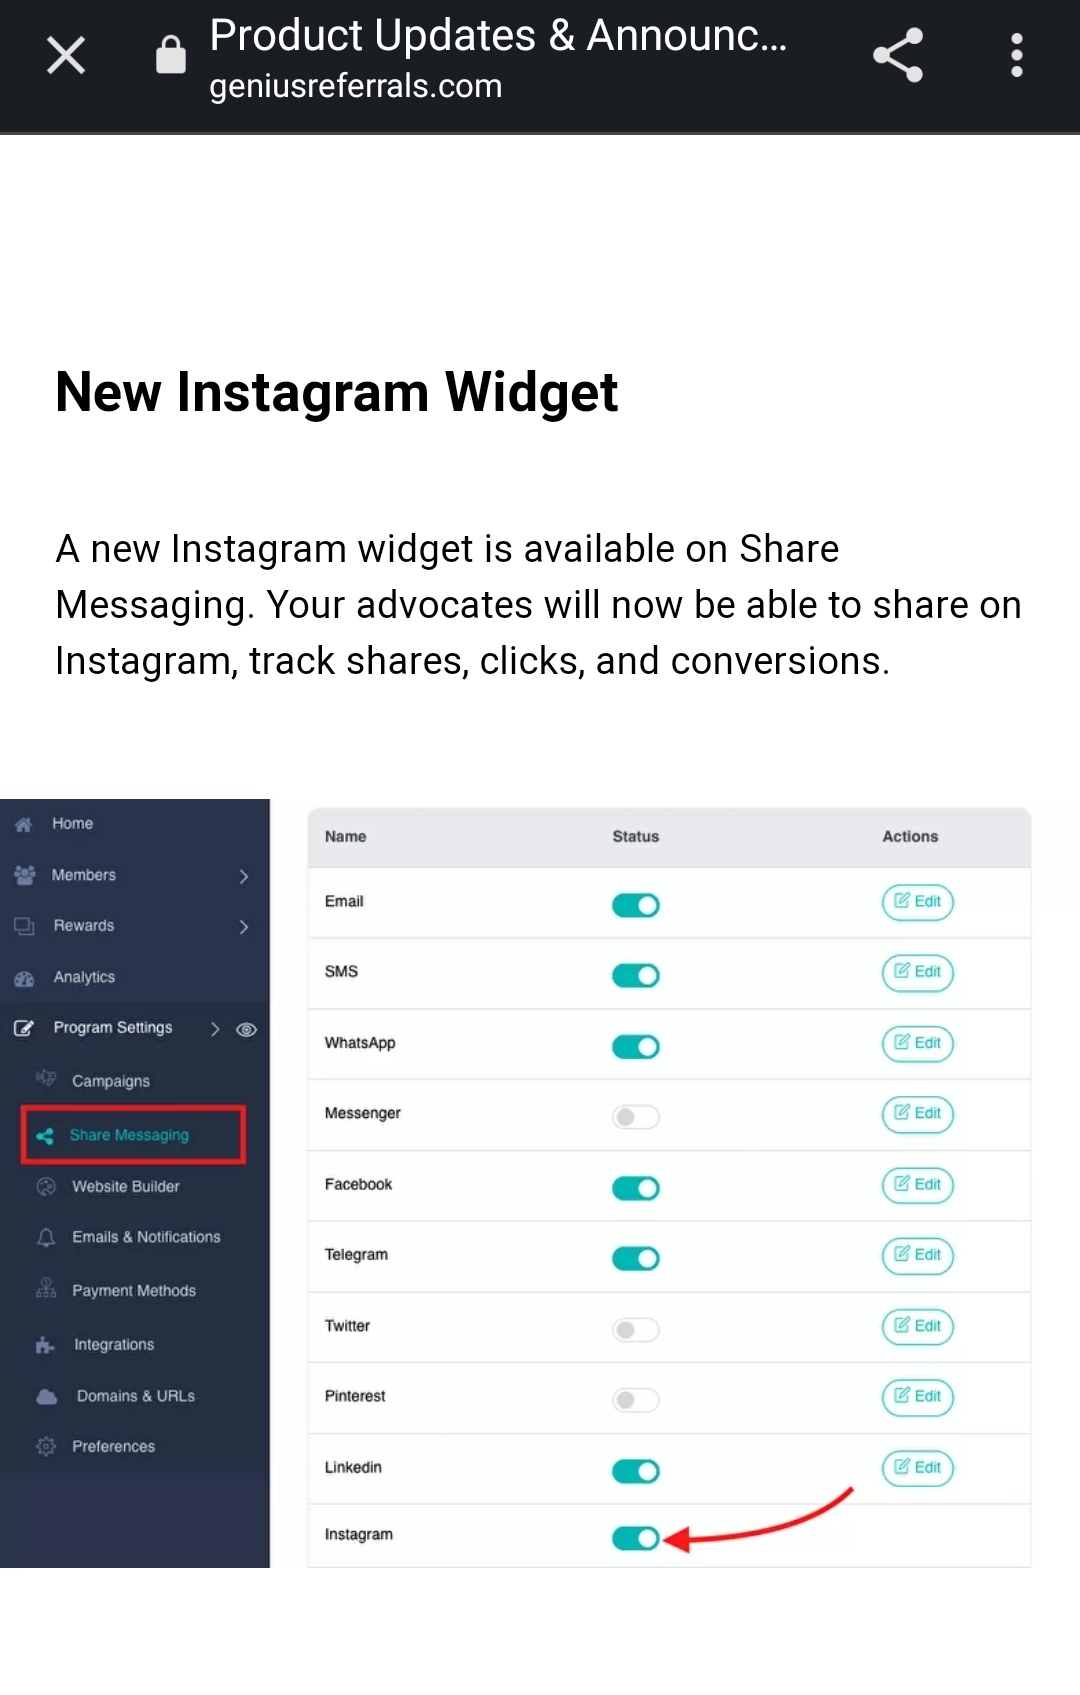 Product Updates & Announc...
geniusreferrals.com
New Instagram Widget
A new Instagram widget is available on Share
Messaging. Your advocates will now be able to share on
Instagram, track shares, clicks, and conversions.
Home
Members
Rewards
Analytics
Program Settings
Campaigns
Share Messaging
Website Builder
Emails & Notifications
Payment Methods
Integrations
Domains & URLs
Preferences
Name Status Actions
Email Edit
SMS Edit
WhatsApp Edit
Messenger Edit
Facebook Edit
Telegram Edit
Twitter Edit
Pinterest Edit
Linkedin Edit
Instagram